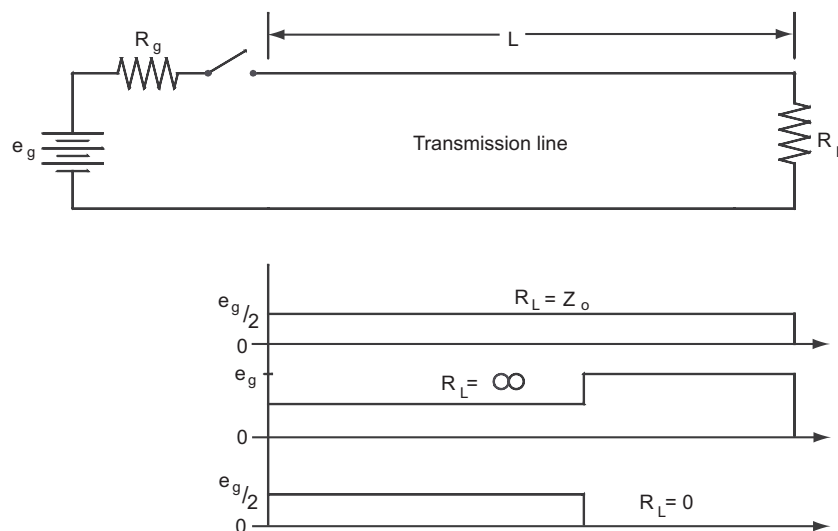 L
R g
e g
Transmission line
R L
e g/2
R L = Z o
0
e g
R L = ∞
0
e g/2
R L = 0
0